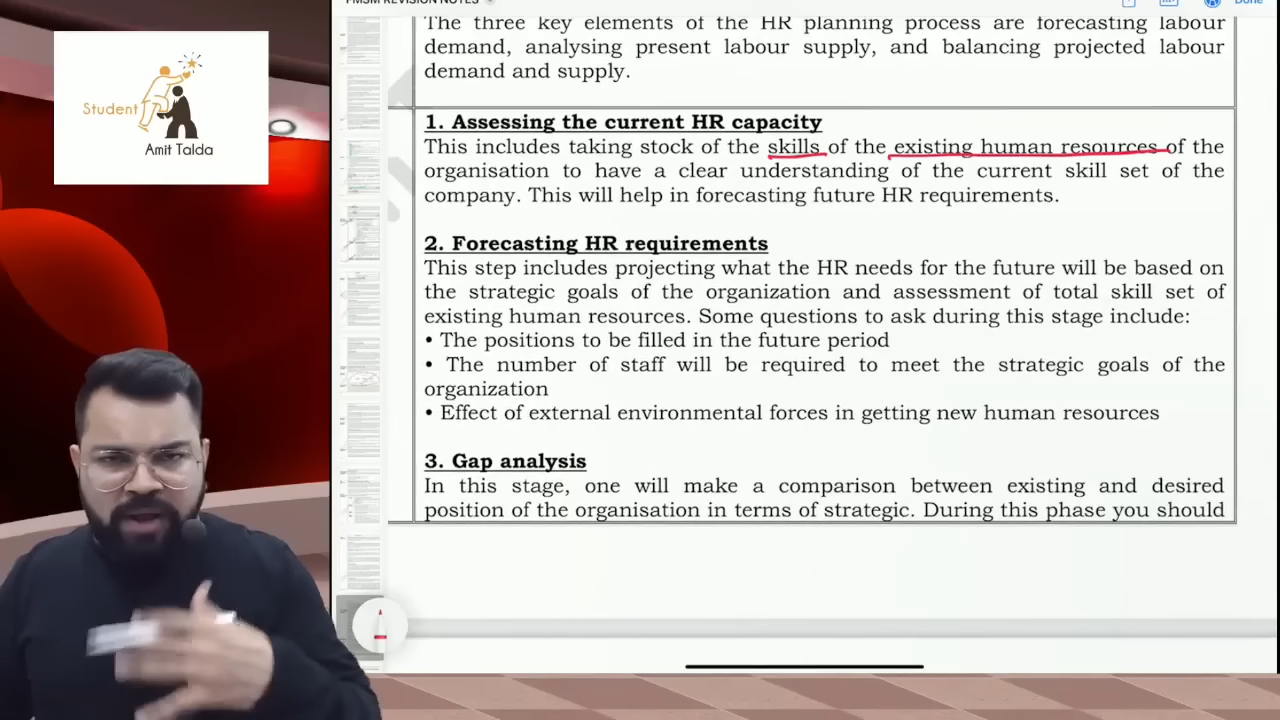 FMSM REVISION NOTES
Done
Student
Amit Talda
The three key elements of the HR planning process are forecasting labour
demand, analysing present labour supply, and balancing projected labour
demand and supply.
1. Assessing the current HR capacity
This includes taking stock of the skills of the existing human resources of the
organisation to have a clear understanding of the current skill set of the
company. This will help in forecasting future HR requirements.
2. Forecasting HR requirements
This step includes projecting what the HR needs for the future will be based on
the strategic goals of the organisation and assessment of real skill set of
existing human resources. Some questions to ask during this stage include:
• The positions to be filled in the future period
• The number of staff will be required to meet the strategic goals of the
organization
• Effect of external environmental factors in getting new human resources
3. Gap analysis
In this stage, one will make a comparison between existing and desired
position of the organisation in terms of strategic. During this phase you should